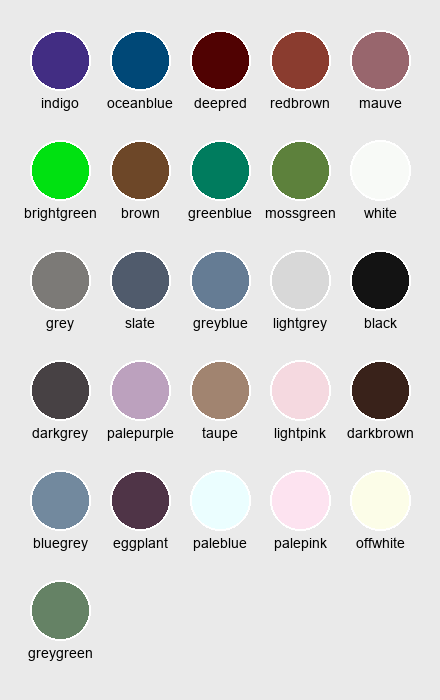 indigo oceanblue deepred redbrown mauve
brightgreen brown greenblue mossgreen white
grey slate greyblue lightgrey black
darkgrey palepurple taupe lightpink darkbrown
bluegrey eggplant paleblue palepink offwhite
greygreen